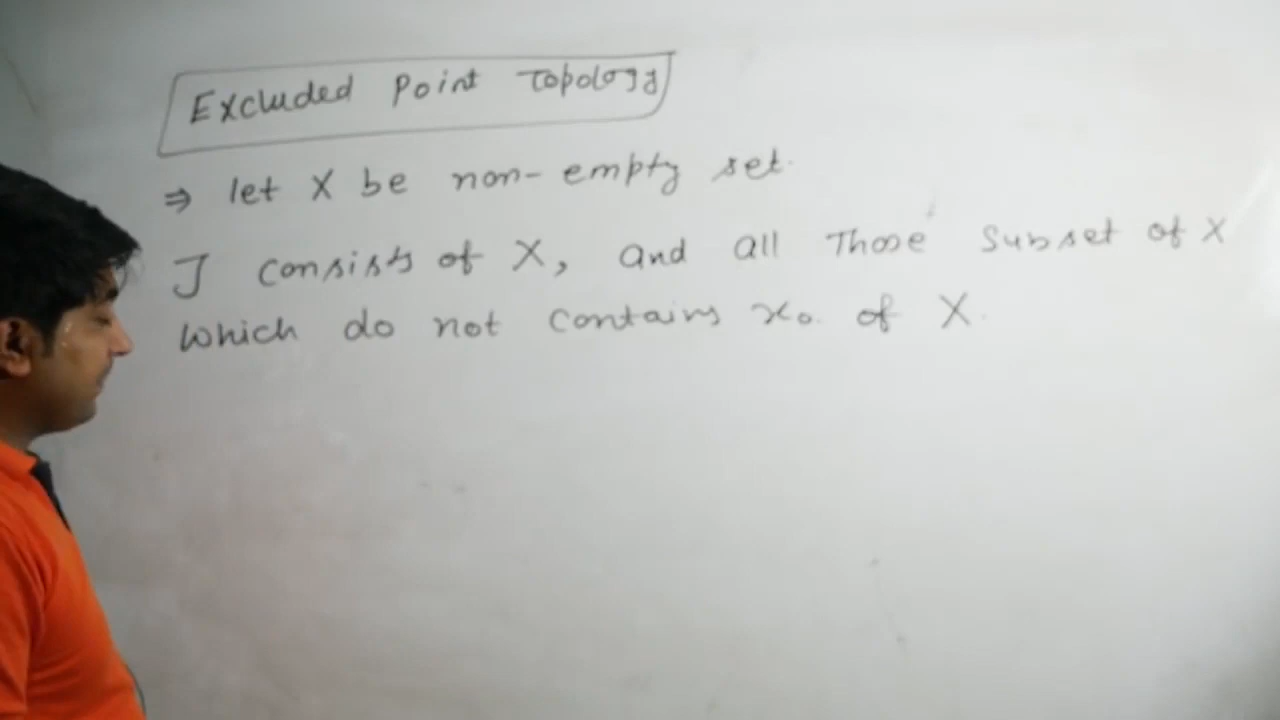 Excluded Point Topology
⇒ let X be non-empty set.
J consists of X, and all Those Subset of X
which do not contains x₀ of X.